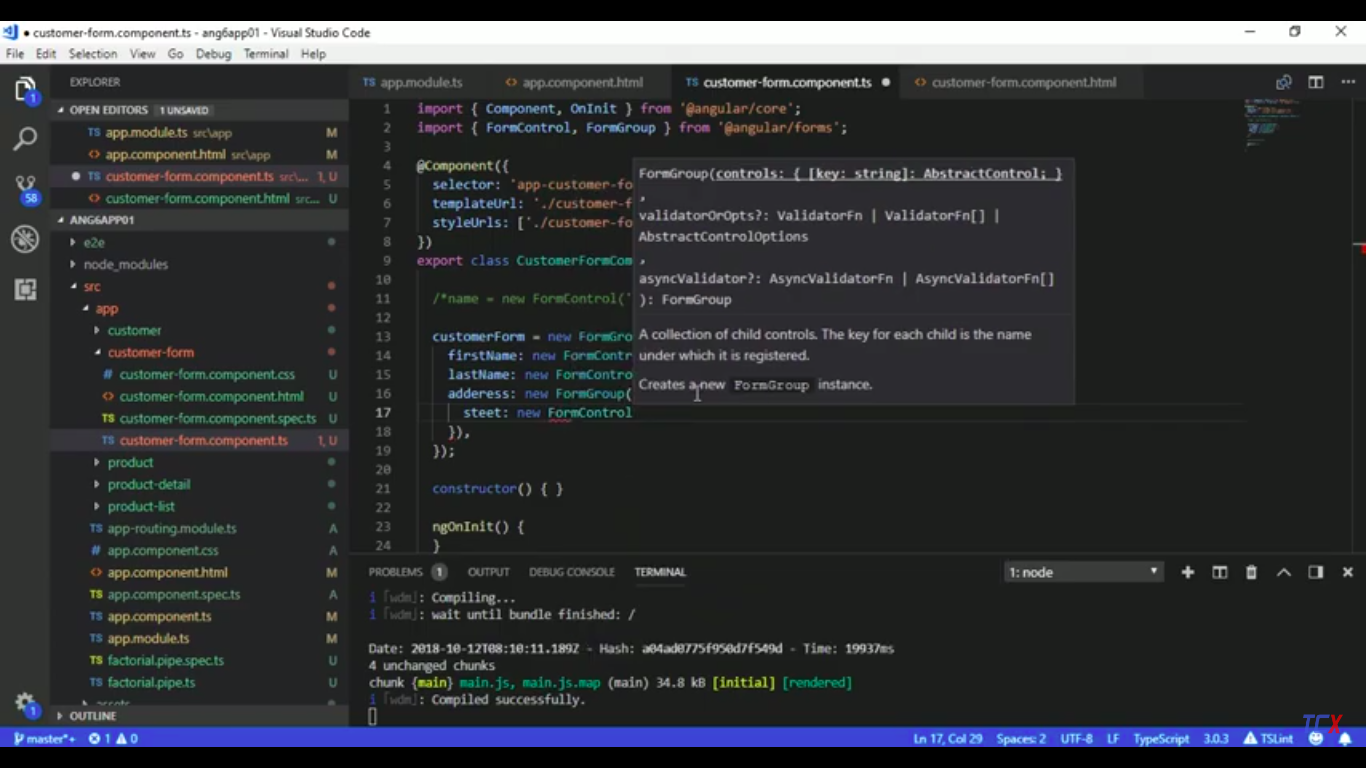 customer-form.component.ts - ang6app01 - Visual Studio Code
File Edit Selection View Go Debug Terminal Help
EXPLORER
OPEN EDITORS 1 UNSAVED
TS app.module.ts src\app M
<> app.component.html src\app M
● TS customer-form.component.ts src\... 1, U
<> customer-form.component.html src... U
ANG6APP01
e2e
node_modules
src
app
customer
customer-form
# customer-form.component.css U
<> customer-form.component.html U
TS customer-form.component.spec.ts U
TS customer-form.component.ts 1, U
product
product-detail
product-list
TS app-routing.module.ts A
# app.component.css A
<> app.component.html M
TS app.component.spec.ts A
TS app.component.ts M
TS app.module.ts M
TS factorial.pipe.spec.ts U
TS factorial.pipe.ts U
OUTLINE
1
58
1
TS app.module.ts <> app.component.html TS customer-form.component.ts ● <> customer-form.component.html
1 import { Component, OnInit } from '@angular/core';
2 import { FormControl, FormGroup } from '@angular/forms';
3
4 @Component({
5 selector: 'app-customer-fo
6 templateUrl: './customer-f
7 styleUrls: ['./customer-fo
8 })
9 export class CustomerFormCom
10
11 /*name = new FormControl('
12
13 customerForm = new FormGro
14 firstName: new FormContr
15 lastName: new FormContro
16 adderess: new FormGroup(
17 steet: new FormControl
18 }),
19 });
20
21 constructor() { }
22
23 ngOnInit() {
24 }
FormGroup(controls: { [key: string]: AbstractControl; }
,
validatorOrOpts?: ValidatorFn | ValidatorFn[] |
AbstractControlOptions
,
asyncValidator?: AsyncValidatorFn | AsyncValidatorFn[]
): FormGroup
A collection of child controls. The key for each child is the name
under which it is registered.
Creates a new FormGroup instance.
PROBLEMS 1 OUTPUT DEBUG CONSOLE TERMINAL 1: node
i 「wdm」: Compiling...
i 「wdm」: wait until bundle finished: /
Date: 2018-10-12T08:10:11.189Z - Hash: a04ad0775f950d7f549d - Time: 19937ms
4 unchanged chunks
chunk {main} main.js, main.js.map (main) 34.8 kB [initial] [rendered]
i 「wdm」: Compiled successfully.
TCX
master*+ 1 0 Ln 17, Col 29 Spaces: 2 UTF-8 LF TypeScript 3.0.3 TSLint